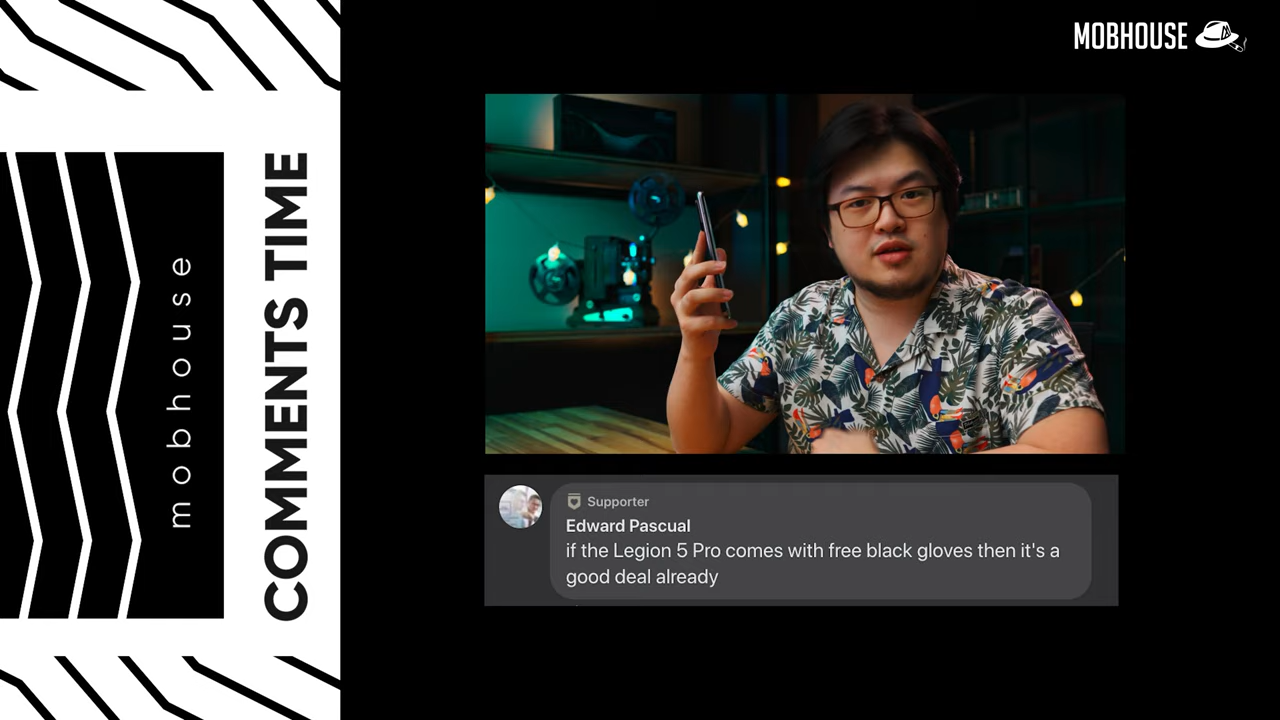 MOBHOUSE
mobhouse
COMMENTS TIME
Supporter
Edward Pascual
if the Legion 5 Pro comes with free black gloves then it's a
good deal already